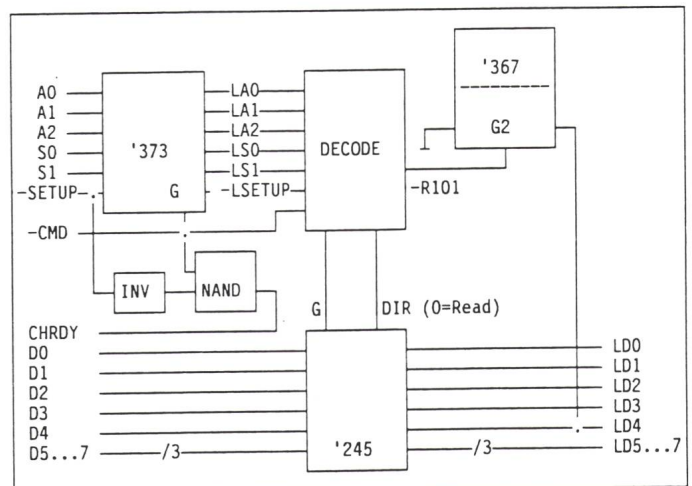 '367
G2
A0 LA0
A1 LA1
A2 LA2
S0 '373 LS0 DECODE
S1 LS1
-SETUP G -LSETUP -R101
-CMD
INV NAND G DIR (0=Read)
CHRDY
D0 LD0
D1 LD1
D2 LD2
D3 LD3
D4 LD4
D5...7 /3 '245 /3 LD5...7